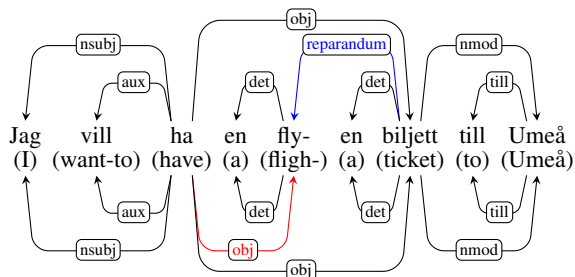 obj
nsubj reparandum nmod
aux det det till
Jag vill ha en fly- en biljett till Umeå
(I) (want-to) (have) (a) (fligh-) (a) (ticket) (to) (Umeå)
aux det det till
nsubj obj nmod
obj